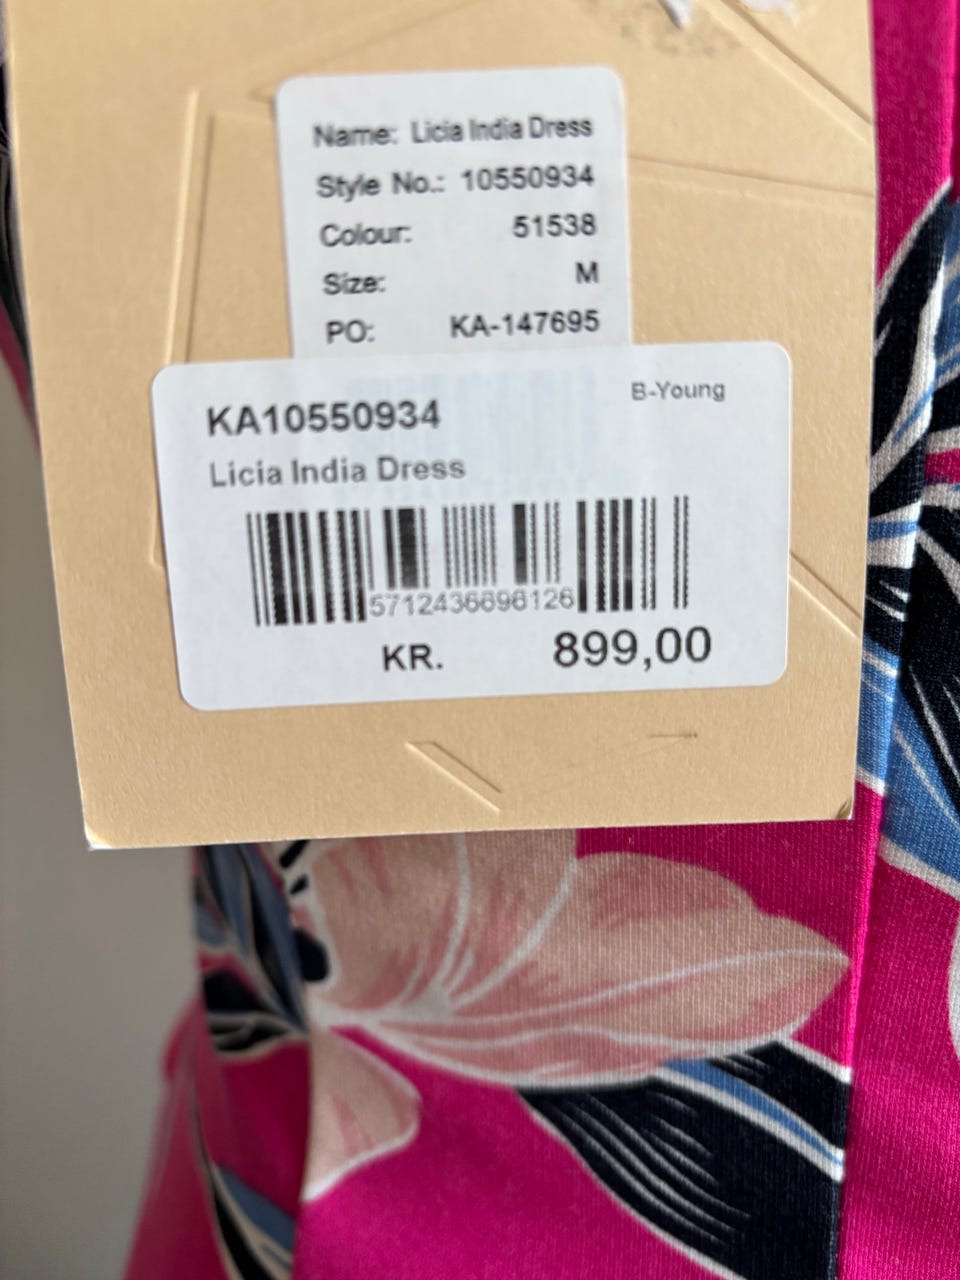 Name: Licia India Dress
Style No.: 10550934
Colour: 51538
Size: M
PO: KA-147695
B-Young
KA10550934
Licia India Dress
5712436696126
KR. 899,00